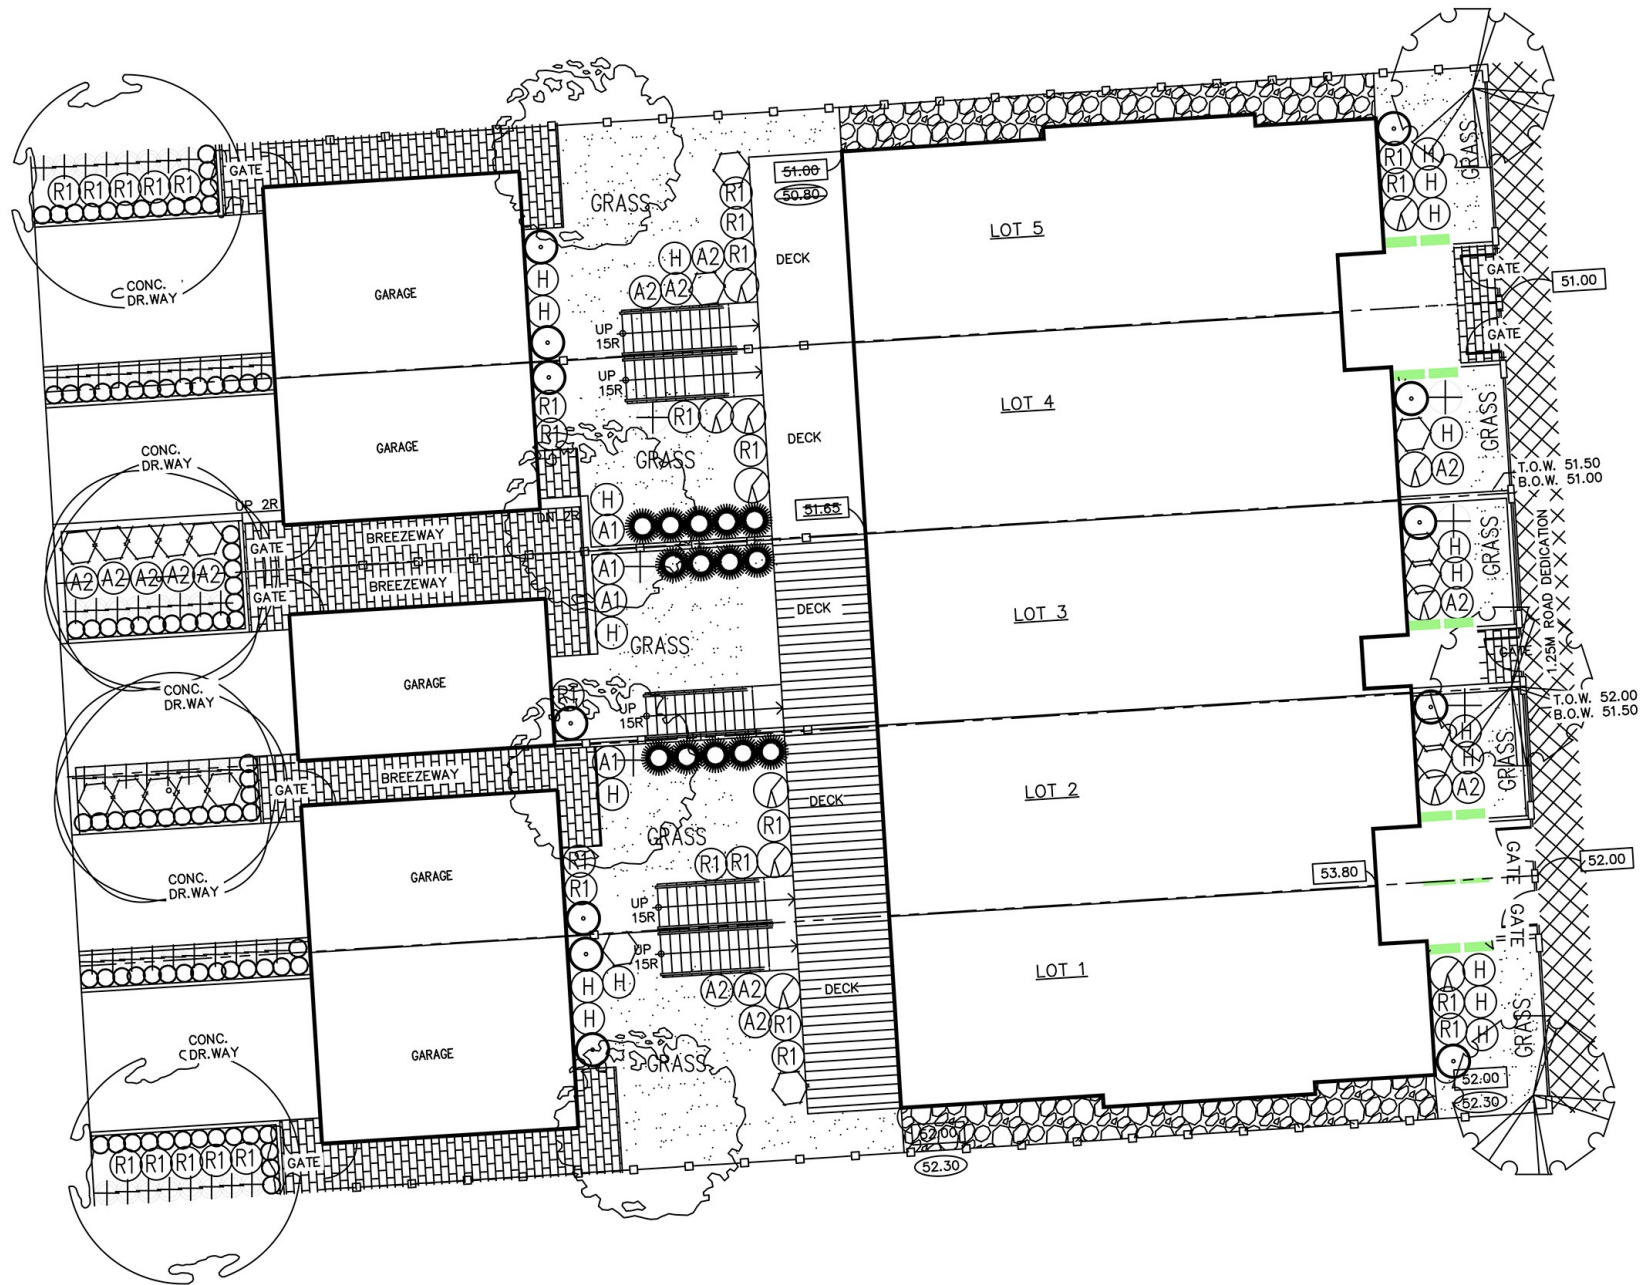 GRASS
GATE
R1 R1 R1 R1 R1
GRASS
R1
R1
H A2 R1
A2 A2
51.00
50.80
LOT 5
R1 H
R1 H
H
GRASS
DECK
CONC.
DR.WAY
GARAGE
H
H
UP
15R
GATE
51.00
GATE
UP
15R
R1
R1
R1
R1
GRASS
DECK
LOT 4
H
A2
GRASS
CONC.
DR.WAY
GARAGE
T.O.W. 51.50
B.O.W. 51.00
UP 2R
DN 2R
H
A1
51.65
BREEZEWAY
GATE
BREEZEWAY
GATE
A2 A2 A2 A2 A2
A1
A1
H
GRASS
DECK
LOT 3
H
H
A2
GRASS
1.25M ROAD DEDICATION
GATE
GARAGE
CONC.
DR.WAY
R1
UP
15R
T.O.W. 52.00
B.O.W. 51.50
BREEZEWAY
GATE
A1
H
GRASS
R1
R1 R1
DECK
LOT 2
H
H
A2
GRASS
GATE
52.00
53.80
CONC.
DR.WAY
GARAGE
R1
R1
UP
15R
GATE
UP
15R
H
H
H
A2 A2
A2 R1
R1
DECK
LOT 1
H
R1 H
R1 H
GRASS
CONC.
DR.WAY
GARAGE
GRASS
52.00
52.30
52.00
52.30
R1 R1 R1 R1 R1
GATE